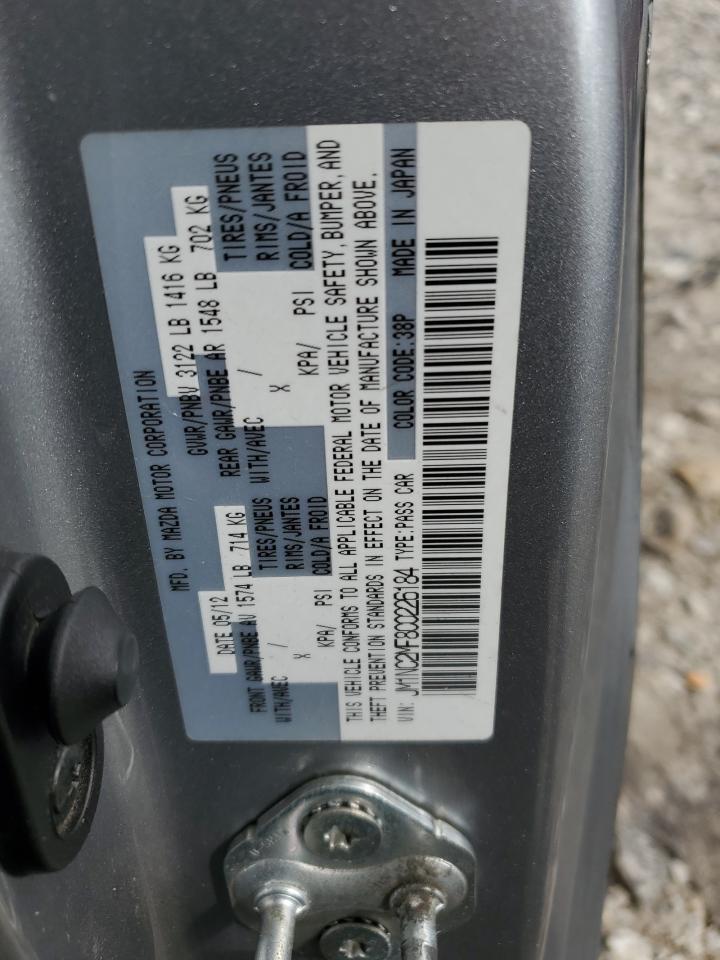 MFD. BY MAZDA MOTOR CORPORATION
DATE 05/12 GVWR/PNBV 3122 LB 1416 KG
FRONT GAWR/PNBE AV 1574 LB 714 KG REAR GAWR/PNBE AR 1548 LB 702 KG
WITH/AVEC / TIRES/PNEUS WITH/AVEC / TIRES/PNEUS
X RIMS/JANTES X RIMS/JANTES
KPA/ PSI COLD/A FROID KPA/ PSI COLD/A FROID
THIS VEHICLE CONFORMS TO ALL APPLICABLE FEDERAL MOTOR VEHICLE SAFETY, BUMPER, AND
THEFT PREVENTION STANDARDS IN EFFECT ON THE DATE OF MANUFACTURE SHOWN ABOVE.
VIN: JM1NC2MF8C0226184 TYPE:PASS CAR COLOR CODE:38P MADE IN JAPAN